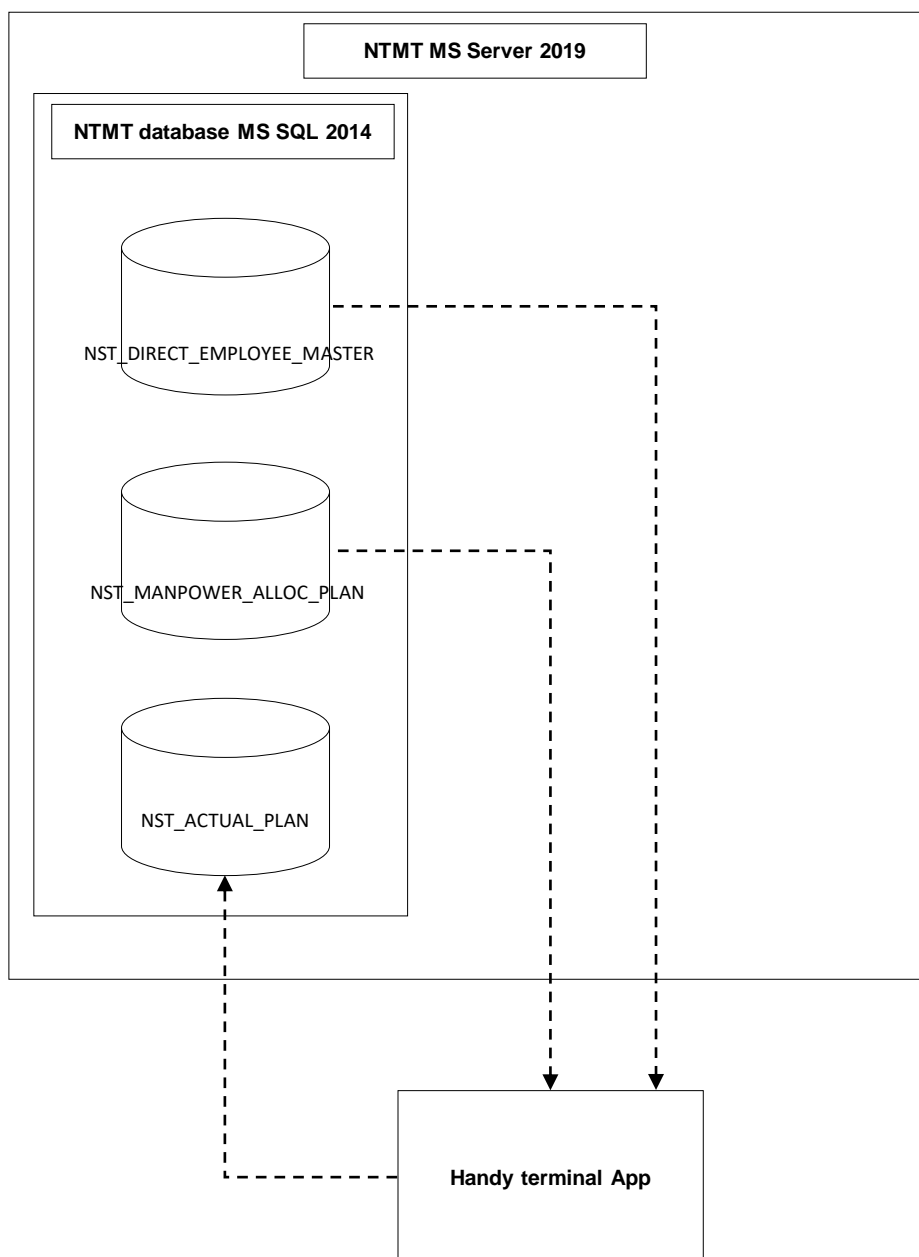 NTMT MS Server 2019
NTMT database MS SQL 2014
NST_DIRECT_EMPLOYEE_MASTER
NST_MANPOWER_ALLOC_PLAN
NST_ACTUAL_PLAN
Handy terminal App